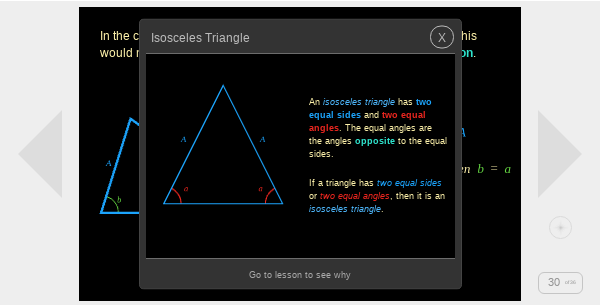 In the c
his
would r
on.
Isosceles Triangle
X
An isosceles triangle has two
equal sides and two equal
angles. The equal angles are
the angles opposite to the equal
sides.
If a triangle has two equal sides
or two equal angles, then it is an
isosceles triangle.
A
A
a
a
A
b
A
en b = a
Go to lesson to see why
30 of 36